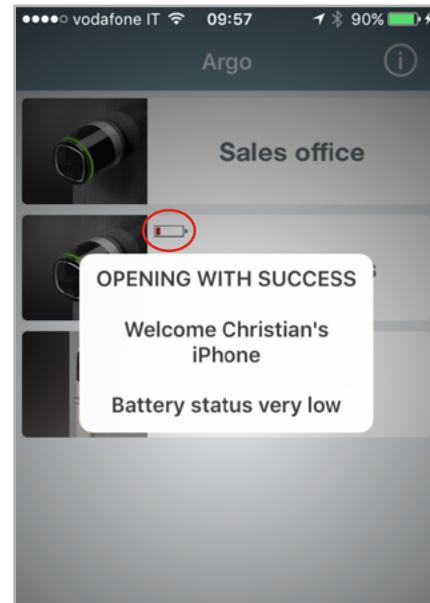 vodafone IT 09:57 90%
Argo
Sales office
OPENING WITH SUCCESS
Welcome Christian's
iPhone
Battery status very low